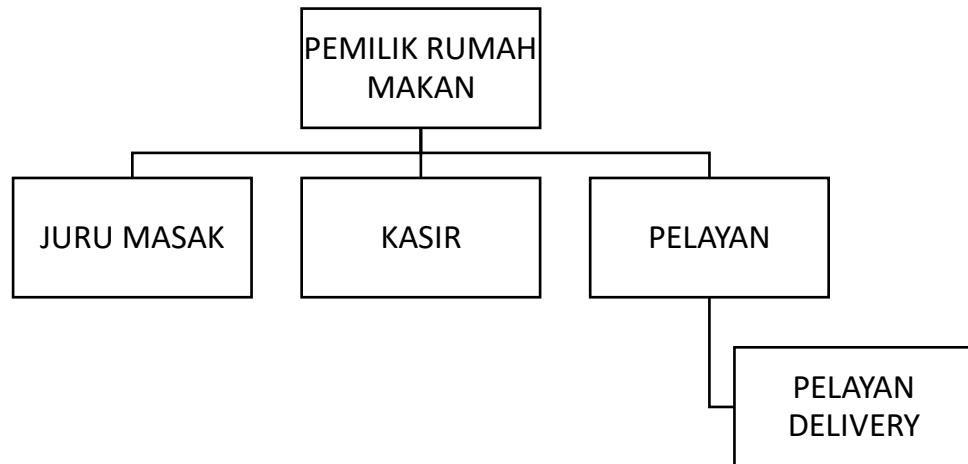 PEMILIK RUMAH
MAKAN
JURU MASAK
KASIR
PELAYAN
PELAYAN
DELIVERY